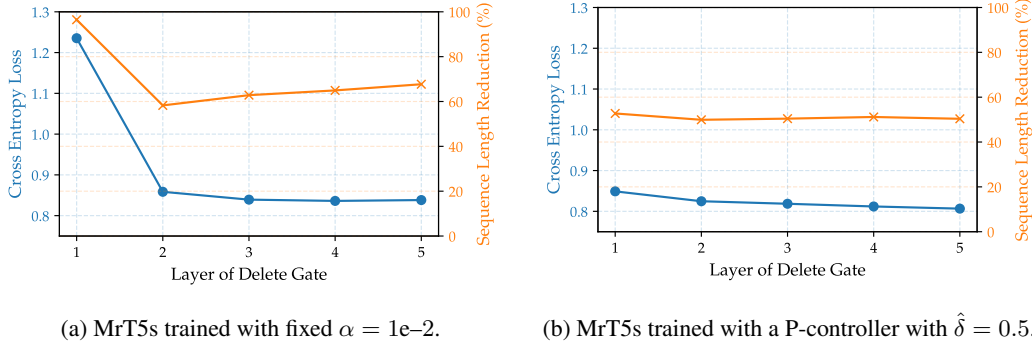 Cross Entropy Loss
1.3
1.2
1.1
1.0
0.9
0.8
100
80
60
40
20
0
Sequence Length Reduction (%)
1 2 3 4 5
Layer of Delete Gate
(a) MrT5s trained with fixed α = 1e–2.
Cross Entropy Loss
1.3
1.2
1.1
1.0
0.9
0.8
100
80
60
40
20
0
Sequence Length Reduction (%)
1 2 3 4 5
Layer of Delete Gate
(b) MrT5s trained with a P-controller with δ̂ = 0.5.